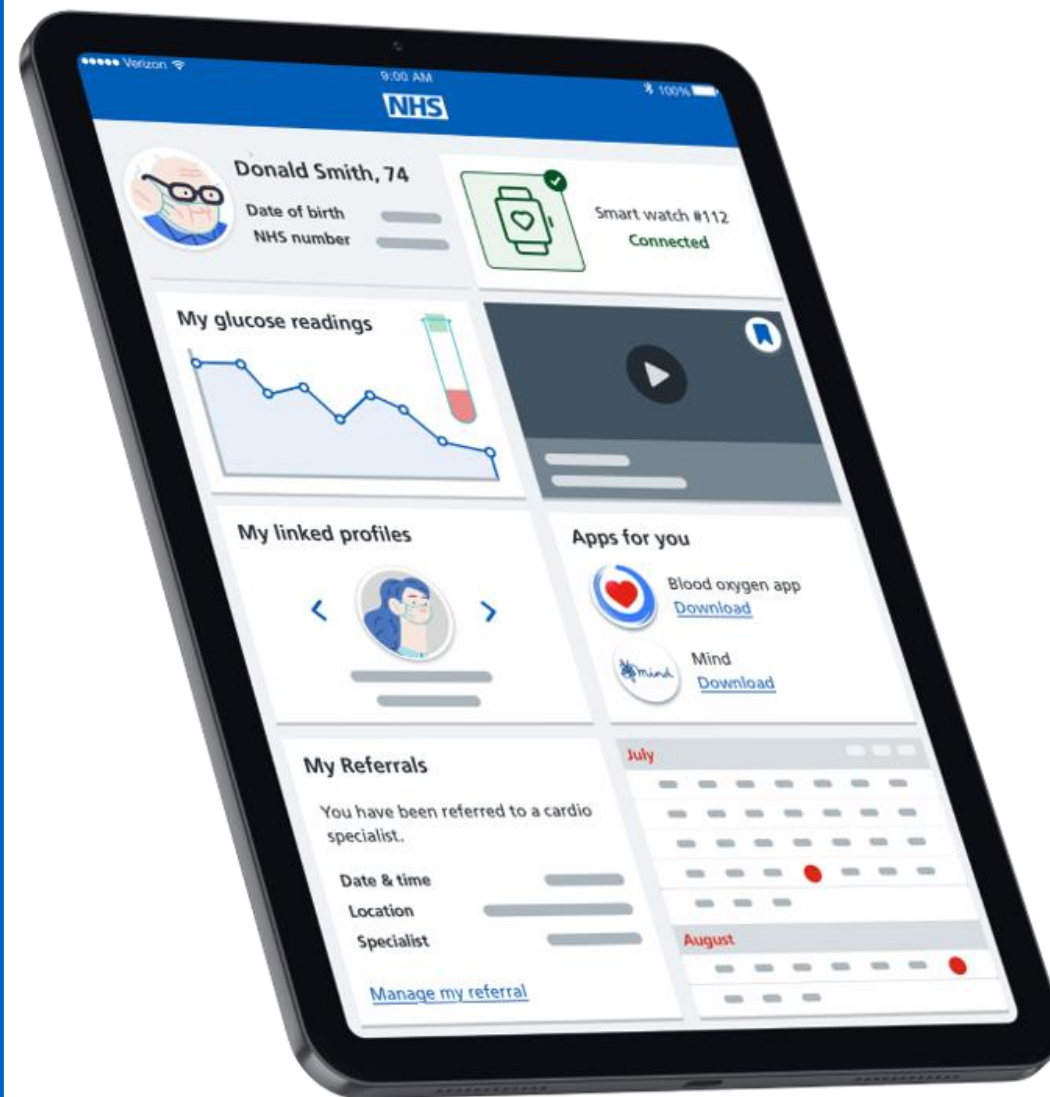 Verizon
9:00 AM
100%
NHS
Donald Smith, 74
Date of birth
NHS number
Smart watch #112
Connected
My glucose readings
My linked profiles
Apps for you
Blood oxygen app
Download
mind
Mind
Download
My Referrals
You have been referred to a cardio
specialist.
Date & time
Location
Specialist
Manage my referral
July
August